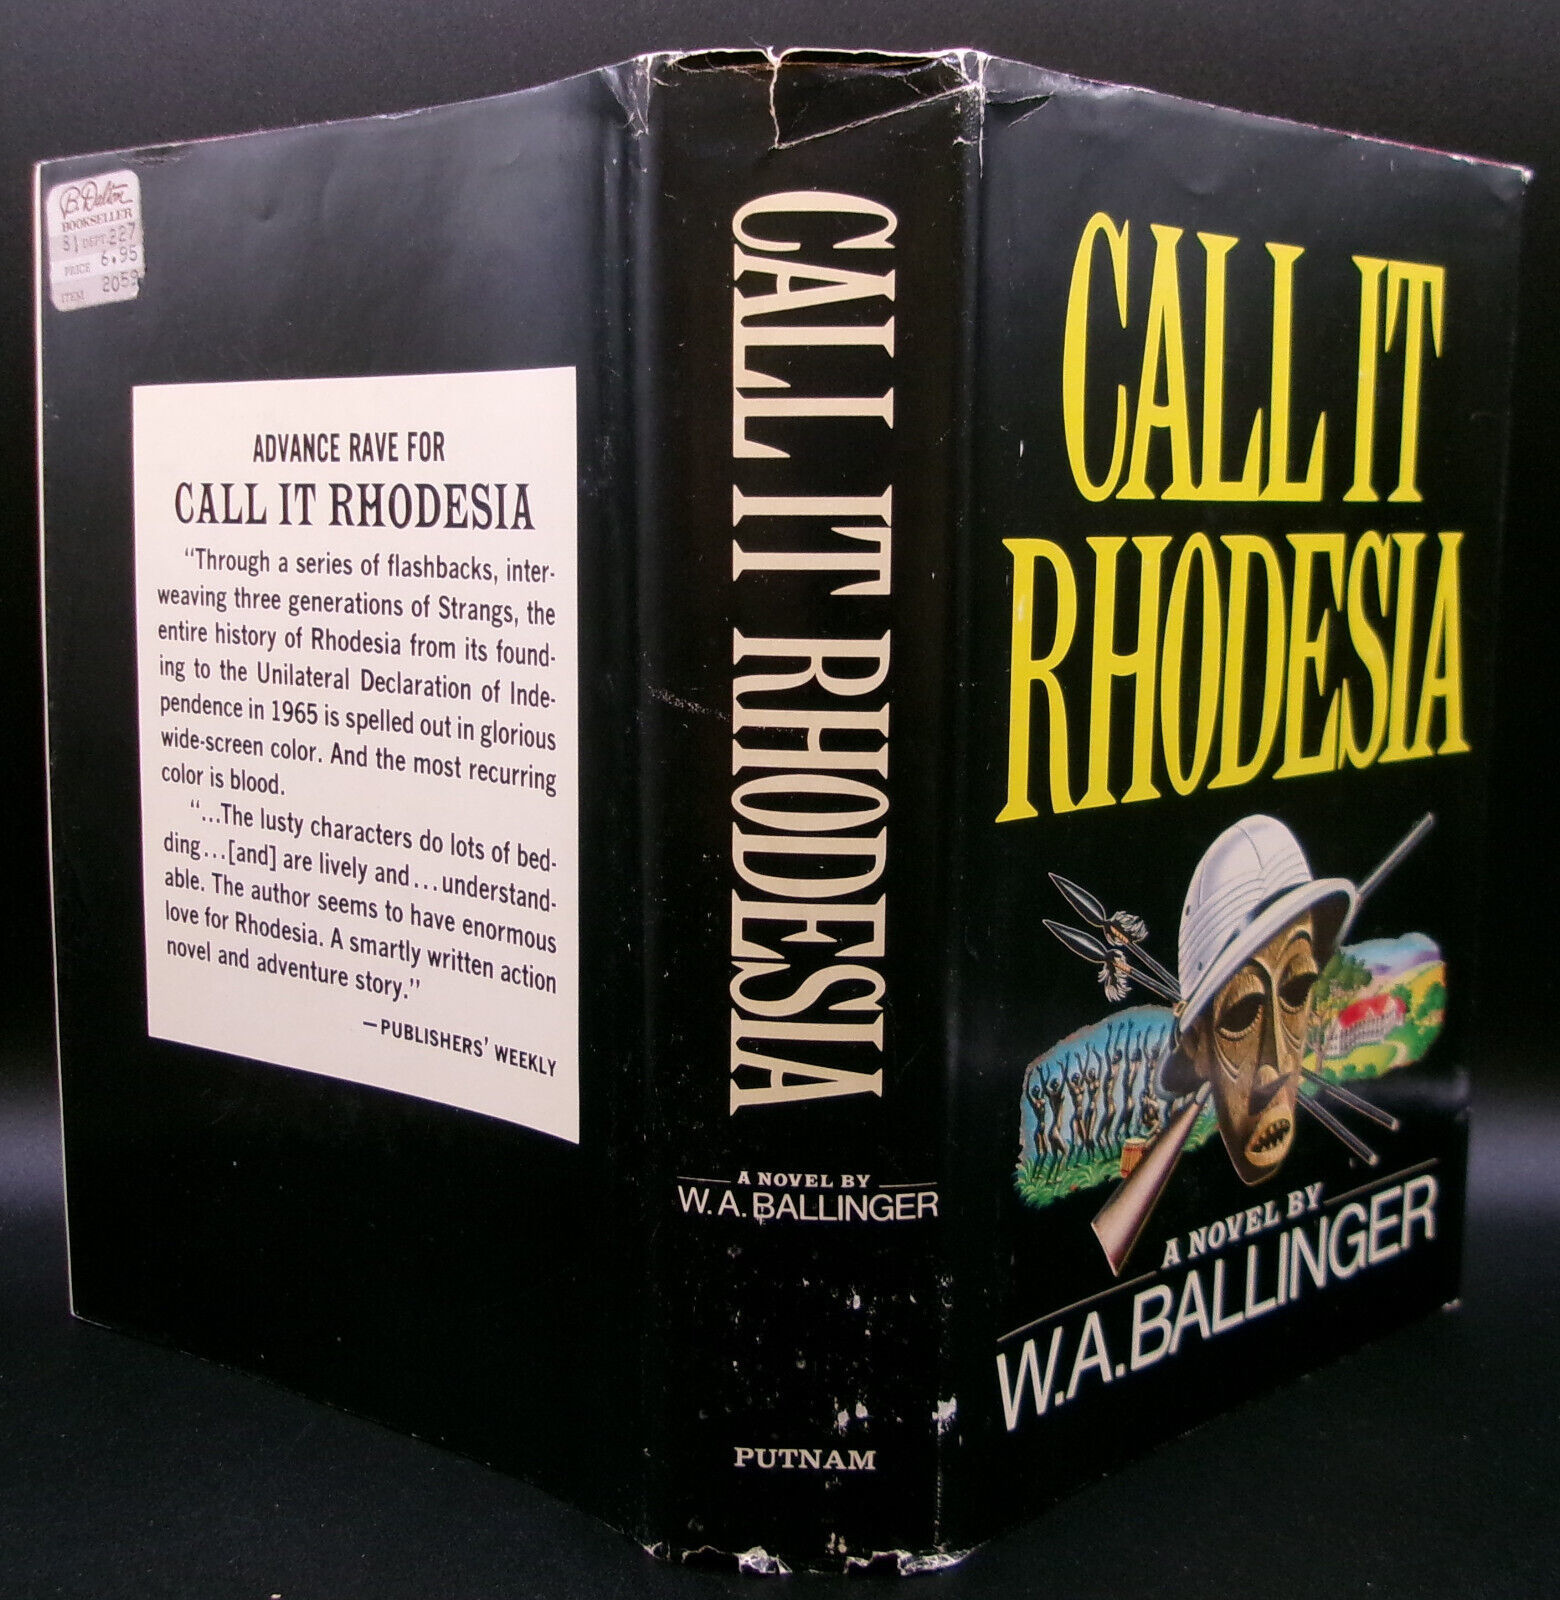 B. Dalton
BOOKSELLER
S1 DEPT 227
PRICE 6.95
ITEM 2059
ADVANCE RAVE FOR
CALL IT RHODESIA
“Through a series of flashbacks, inter-
weaving three generations of Strangs, the
entire history of Rhodesia from its found-
ing to the Unilateral Declaration of Inde-
pendence in 1965 is spelled out in glorious
wide-screen color. And the most recurring
color is blood.
“...The lusty characters do lots of bed-
ding...[and] are lively and...understand-
able. The author seems to have enormous
love for Rhodesia. A smartly written action
novel and adventure story.”
—PUBLISHERS’ WEEKLY
CALL IT RHODESIA
A NOVEL BY
W.A.BALLINGER
PUTNAM
CALL IT
RHODESIA
A NOVEL BY
W.A.BALLINGER